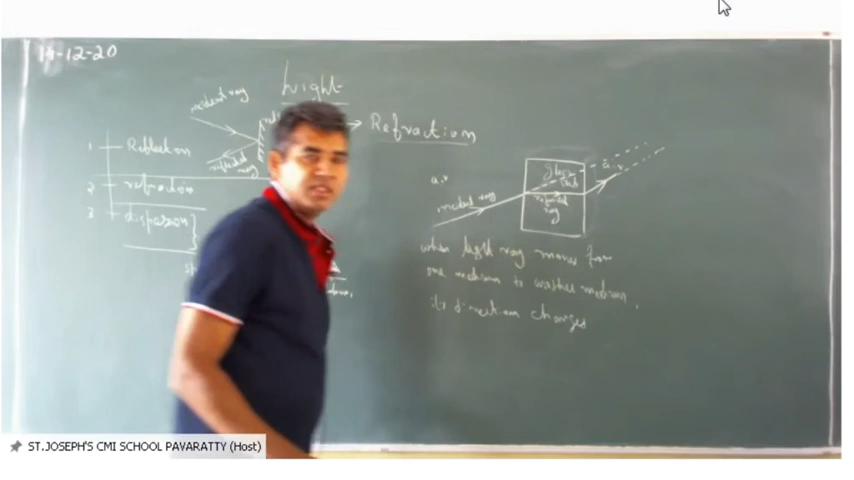 14-12-20
Light
incident ray
1 Reflection
reflected
ray
2 refraction
3 dispersion
Refraction
a.r
incident ray
glass
slab
refracted
ray
a.r
when light ray moves from
one medium to another medium,
its direction changes
ST.JOSEPH'S CMI SCHOOL PAVARATTY (Host)